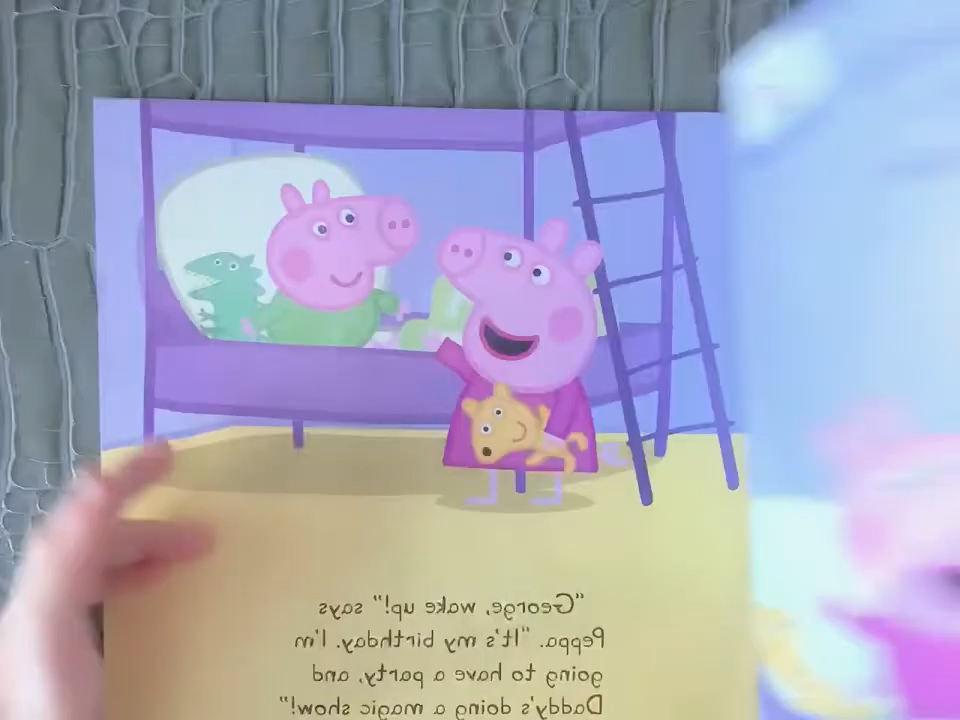 "George, wake up!" says
Peppa. "It's my birthday. I'm
going to have a party, and
Daddy's doing a magic show!"